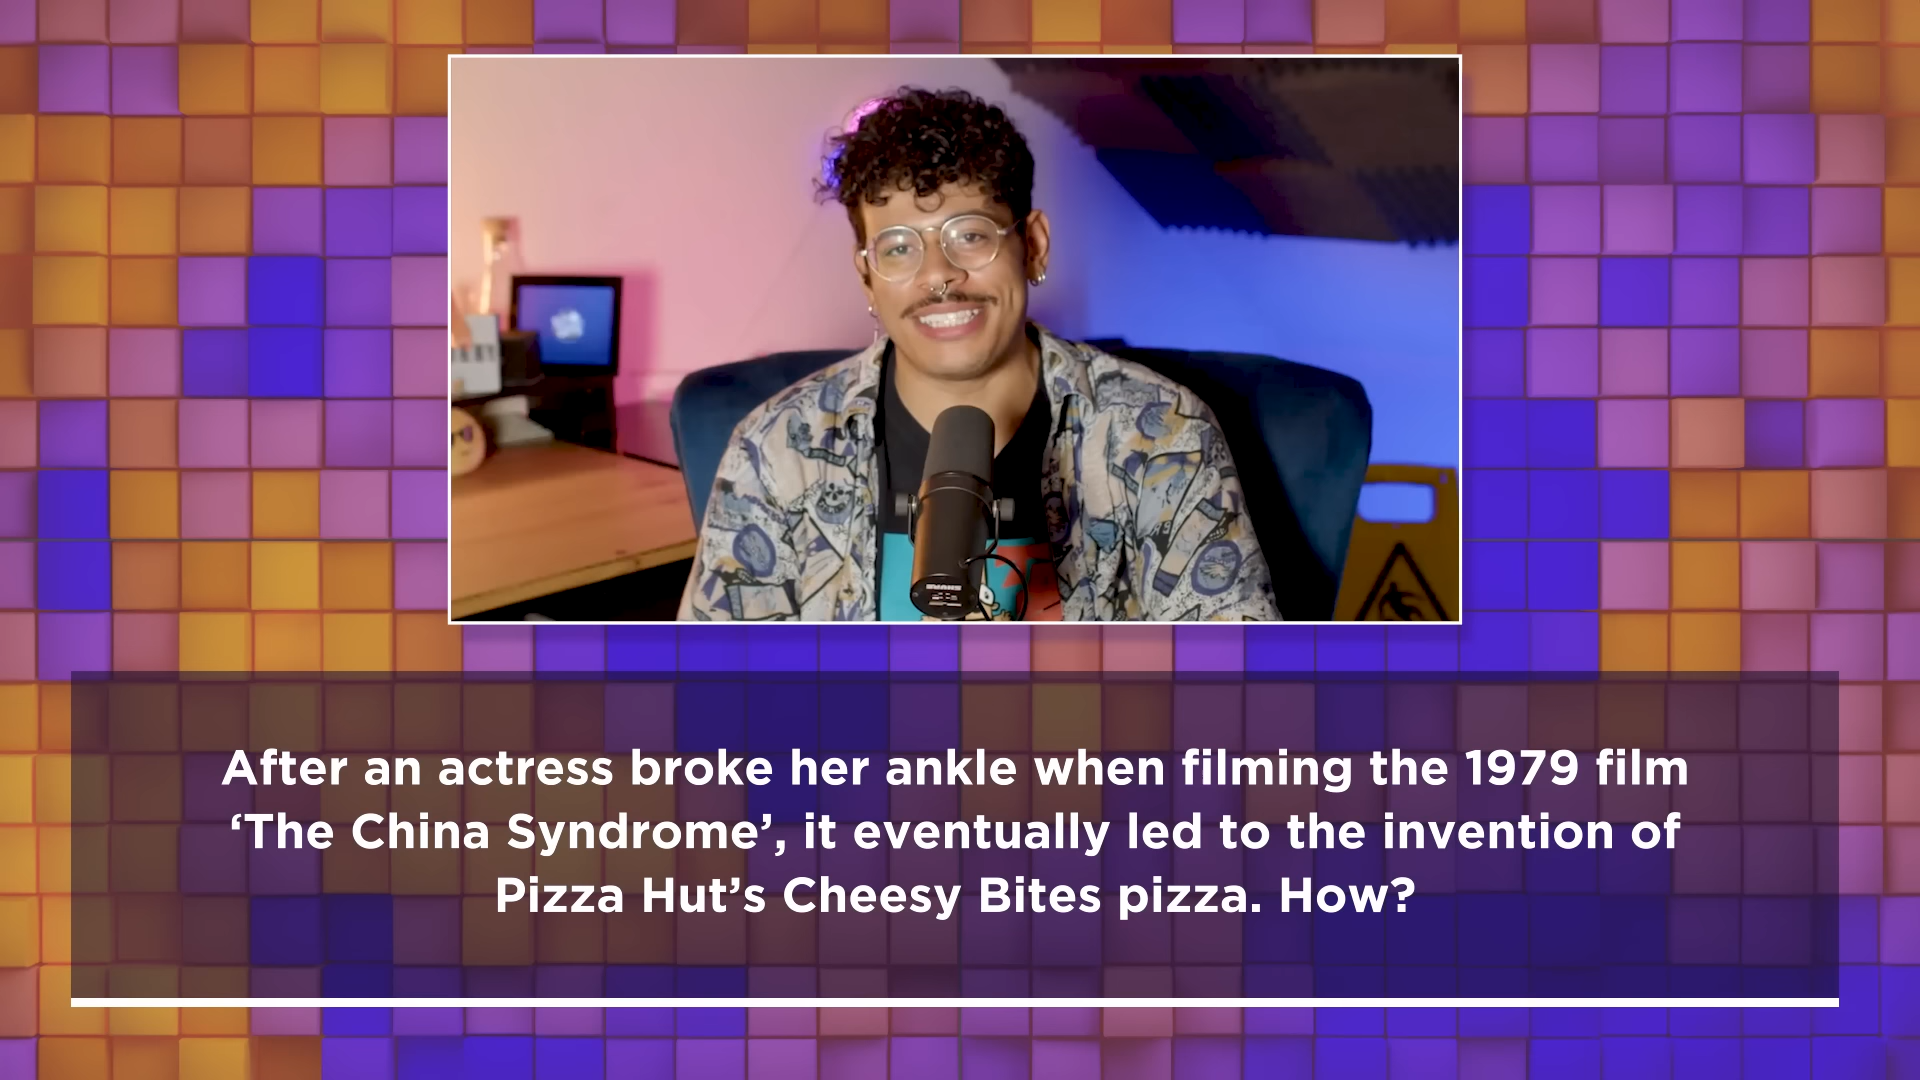 After an actress broke her ankle when filming the 1979 film
‘The China Syndrome’, it eventually led to the invention of
Pizza Hut’s Cheesy Bites pizza. How?